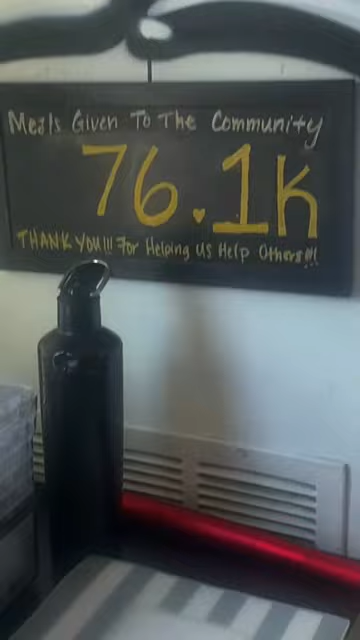 Meals Given To The Community
76.1K
THANK YOU!!! For Helping Us Help Others!!!